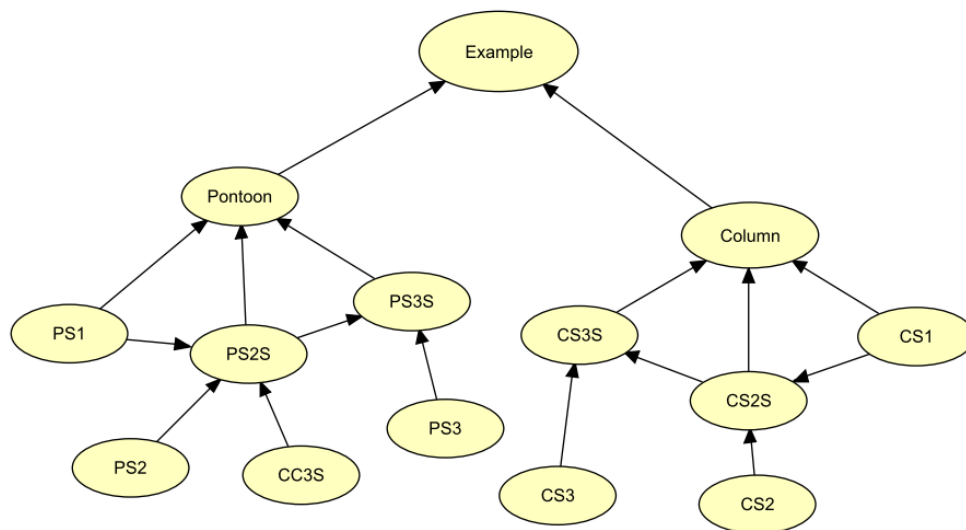 Example
Pontoon
Column
PS3S
PS1
CS3S
CS1
PS2S
CS2S
PS3
PS2
CC3S
CS3
CS2